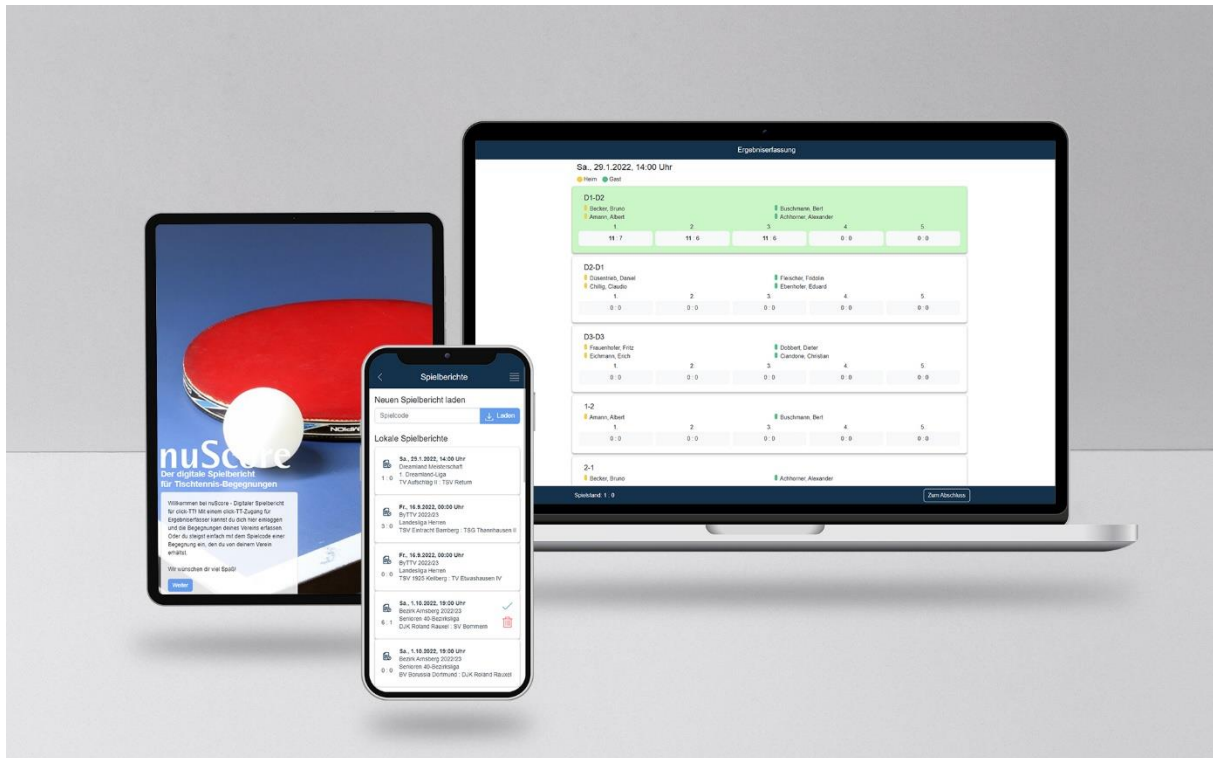 nuScore
Der digitale Spielbericht
für Tischtennis-Begegnungen
Willkommen bei nuScore - Digitaler Spielbericht
für click-TT! Mit einem click-TT-Zugang für
Ergebniserfasser kannst du dich hier einloggen
und die Begegnungen deines Vereins erfassen.
Oder du steigst einfach mit dem Spielcode einer
Begegnung ein, den du von deinem Verein
erhältst.
Wir wünschen dir viel Spaß!
Weiter
Spielberichte
Neuen Spielbericht laden
Spielcode
Laden
Lokale Spielberichte
Sa., 29.1.2022, 14:00 Uhr
Dreamland Meisterschaft
1. Dreamland-Liga
1 : 0
TV Aufschlag II : TSV Return
Fr., 16.9.2022, 00:00 Uhr
ByTTV 2022/23
Landesliga Herren
TSV Eintracht Bamberg : TSG Thannhausen II
Fr., 16.9.2022, 00:00 Uhr
ByTTV 2022/23
0 : 0
Landesliga Herren
TSV 1925 Keilberg : TV Etwashausen IV
Sa., 1.10.2022, 19:00 Uhr
Bezirk Arnsberg 2022/23
6 : 1
Senioren 40-Bezirksliga
DJK Roland Rauxel : SV Bommern
Sa., 1.10.2022, 19:00 Uhr
Bezirk Arnsberg 2022/23
0 : 0
Senioren 40-Bezirksliga
BV Borussia Dortmund : DJK Roland Rauxel
Ergebniserfassung
Sa., 29.1.2022, 14:00 Uhr
Heim Gast
D1-D2
Becker, Bruno Buschmann, Bert
Amann, Albert Achhorner, Alexander
1. 2. 3. 4. 5.
11 : 7 11 : 6 11 : 6 0 : 0 0 : 0
D2-D1
Düsentrieb, Daniel Fleischer, Fridolin
Chillig, Claudio Ebenhofer, Eduard
1. 2. 3. 4. 5.
0 : 0 0 : 0 0 : 0 0 : 0 0 : 0
D3-D3
Frauenhofer, Fritz Dobbert, Dieter
Eichmann, Erich Ciandone, Christian
1. 2. 3. 4. 5.
0 : 0 0 : 0 0 : 0 0 : 0 0 : 0
1-2
Amann, Albert Buschmann, Bert
1. 2. 3. 4. 5.
0 : 0 0 : 0 0 : 0 0 : 0 0 : 0
2-1
Becker, Bruno Achhorner, Alexander
Spielstand: 1 : 0 Zum Abschluss